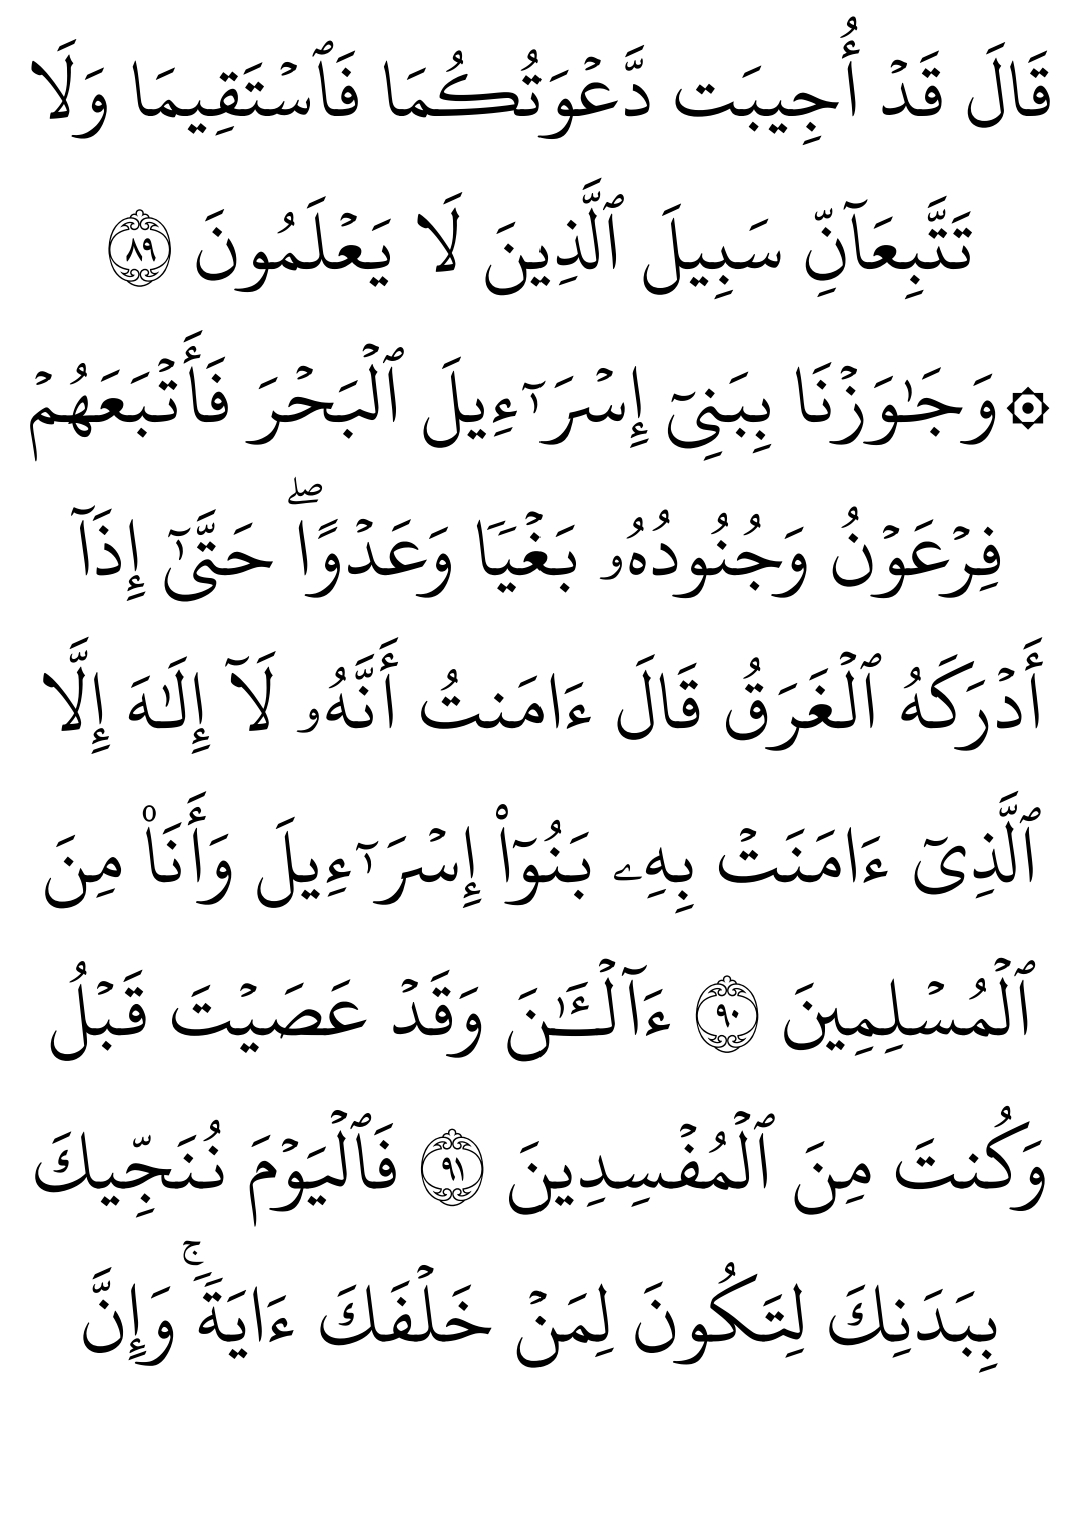 قَالَ قَدۡ أُجِيبَت دَّعۡوَتُكُمَا فَٱسۡتَقِيمَا وَلَا
تَتَّبِعَآنِّ سَبِيلَ ٱلَّذِينَ لَا يَعۡلَمُونَ ٨٩
۞ وَجَٰوَزۡنَا بِبَنِيٓ إِسۡرَـٰٓءِيلَ ٱلۡبَحۡرَ فَأَتۡبَعَهُمۡ
فِرۡعَوۡنُ وَجُنُودُهُۥ بَغۡيٗا وَعَدۡوًاۖ حَتَّىٰٓ إِذَآ
أَدۡرَكَهُ ٱلۡغَرَقُ قَالَ ءَامَنتُ أَنَّهُۥ لَآ إِلَٰهَ إِلَّا
ٱلَّذِيٓ ءَامَنَتۡ بِهِۦ بَنُوٓاْ إِسۡرَـٰٓءِيلَ وَأَنَا۠ مِنَ
ٱلۡمُسۡلِمِينَ ٩٠ ءَآلۡـَٰٔنَ وَقَدۡ عَصَيۡتَ قَبۡلُ
وَكُنتَ مِنَ ٱلۡمُفۡسِدِينَ ٩١ فَٱلۡيَوۡمَ نُنَجِّيكَ
بِبَدَنِكَ لِتَكُونَ لِمَنۡ خَلۡفَكَ ءَايَةٗۚ وَإِنَّ